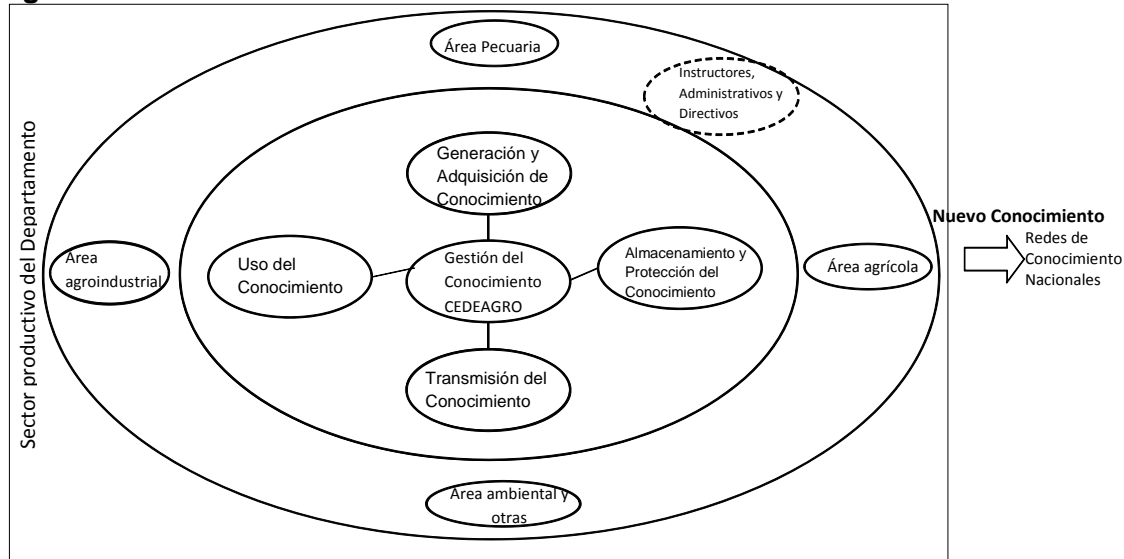 Área Pecuaria
Instructores,
Administrativos y
Directivos
Sector productivo del Departamento
Generación y
Adquisición de
Conocimiento
Nuevo Conocimiento
Redes de
Conocimiento
Nacionales
Área
agroindustrial
Uso del
Conocimiento
Gestión del
Conocimiento
CEDEAGRO
Almacenamiento y
Protección del
Conocimiento
Área agrícola
Transmisión del
Conocimiento
Área ambiental y
otras